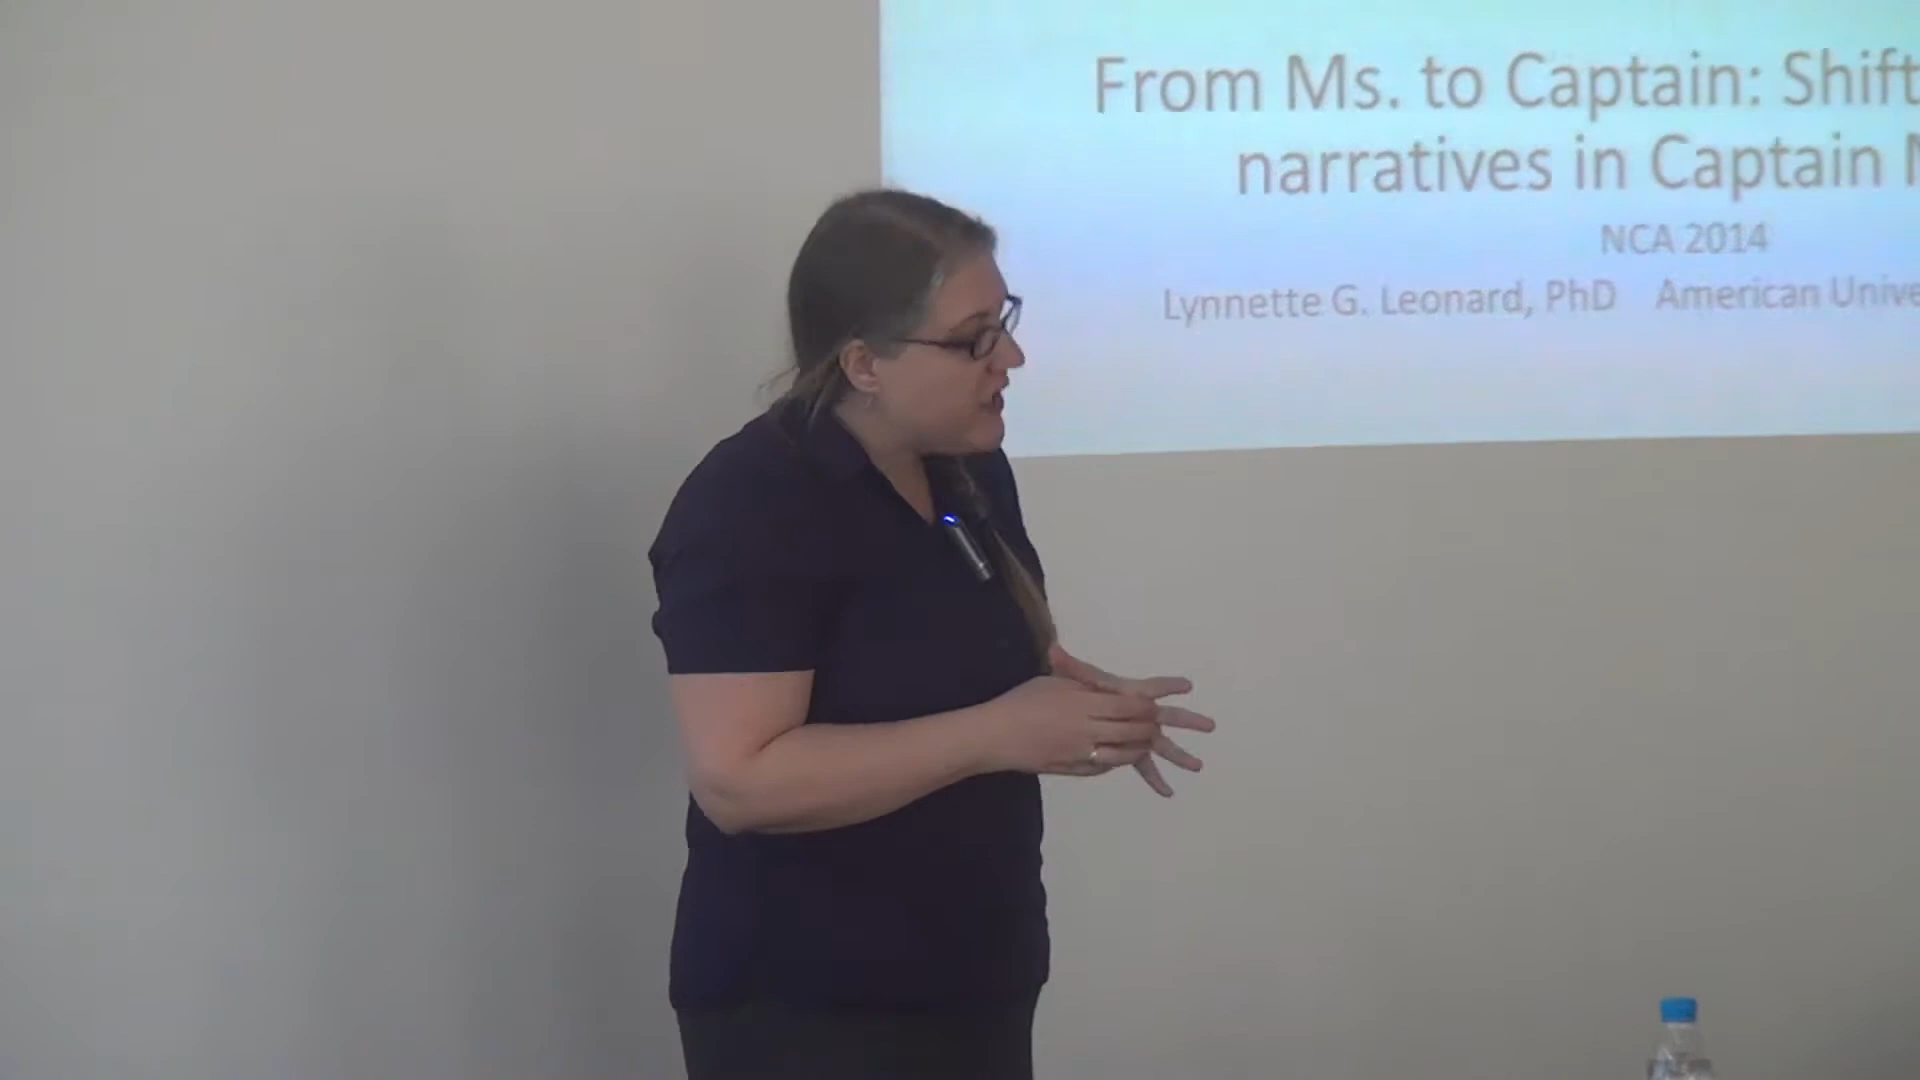 From Ms. to Captain: Shift
narratives in Captain
NCA 2014
Lynnette G. Leonard, PhD American Unive